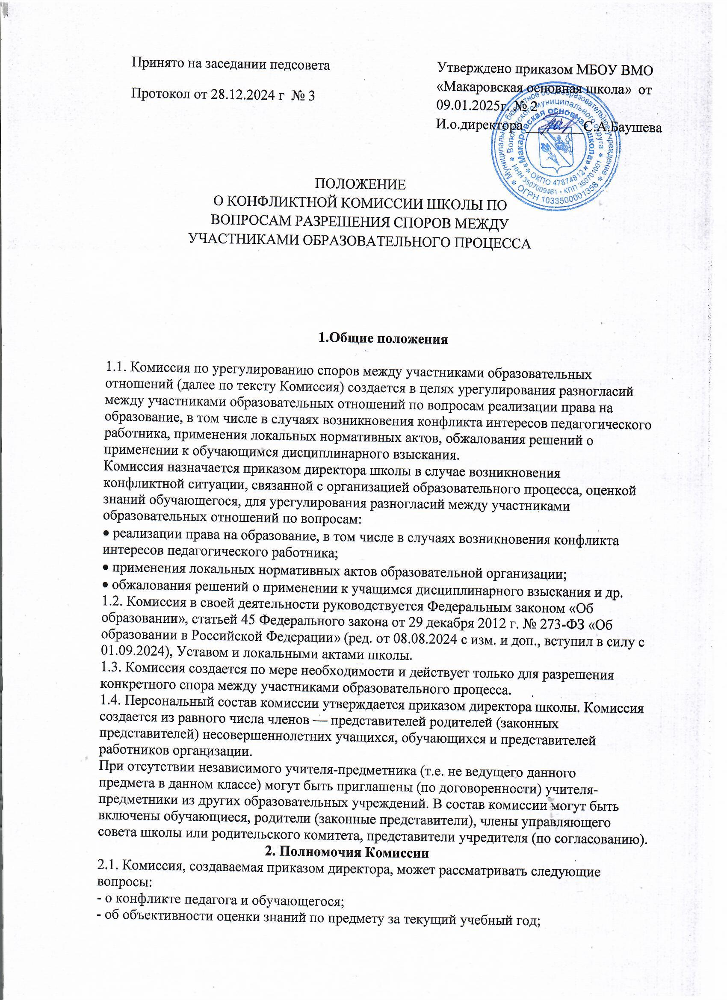 Принято на заседании педсовета
Протокол от 28.12.2024 г № 3
Утверждено приказом МБОУ ВМО
«Макаровская основная школа» от
09.01.2025г. № 2
И.о.директора ________ С.А.Баушева
Муниципальное бюджетное общеобразовательное учреждение * ОГРН 1033500001358 *
Вологодского муниципального округа * ИНН 3507009461 • КПП 350701001 *
«Макаровская основная школа» * ОКПО 47874812 *
ПОЛОЖЕНИЕ
О КОНФЛИКТНОЙ КОМИССИИ ШКОЛЫ ПО
ВОПРОСАМ РАЗРЕШЕНИЯ СПОРОВ МЕЖДУ
УЧАСТНИКАМИ ОБРАЗОВАТЕЛЬНОГО ПРОЦЕССА
1.Общие положения
1.1. Комиссия по урегулированию споров между участниками образовательных
отношений (далее по тексту Комиссия) создается в целях урегулирования разногласий
между участниками образовательных отношений по вопросам реализации права на
образование, в том числе в случаях возникновения конфликта интересов педагогического
работника, применения локальных нормативных актов, обжалования решений о
применении к обучающимся дисциплинарного взыскания.
Комиссия назначается приказом директора школы в случае возникновения
конфликтной ситуации, связанной с организацией образовательного процесса, оценкой
знаний обучающегося, для урегулирования разногласий между участниками
образовательных отношений по вопросам:
• реализации права на образование, в том числе в случаях возникновения конфликта
интересов педагогического работника;
• применения локальных нормативных актов образовательной организации;
• обжалования решений о применении к учащимся дисциплинарного взыскания и др.
1.2. Комиссия в своей деятельности руководствуется Федеральным законом «Об
образовании», статьей 45 Федерального закона от 29 декабря 2012 г. № 273-ФЗ «Об
образовании в Российской Федерации» (ред. от 08.08.2024 с изм. и доп., вступил в силу с
01.09.2024), Уставом и локальными актами школы.
1.3. Комиссия создается по мере необходимости и действует только для разрешения
конкретного спора между участниками образовательного процесса.
1.4. Персональный состав комиссии утверждается приказом директора школы. Комиссия
создается из равного числа членов — представителей родителей (законных
представителей) несовершеннолетних учащихся, обучающихся и представителей
работников организации.
При отсутствии независимого учителя-предметника (т.е. не ведущего данного
предмета в данном классе) могут быть приглашены (по договоренности) учителя-
предметники из других образовательных учреждений. В состав комиссии могут быть
включены обучающиеся, родители (законные представители), члены управляющего
совета школы или родительского комитета, представители учредителя (по согласованию).
2. Полномочия Комиссии
2.1. Комиссия, создаваемая приказом директора, может рассматривать следующие
вопросы:
- о конфликте педагога и обучающегося;
- об объективности оценки знаний по предмету за текущий учебный год;